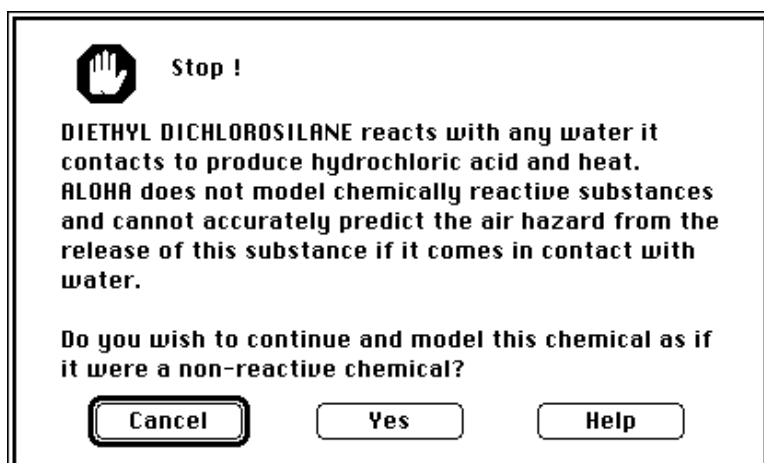 Stop !
DIETHYL DICHLOROSILANE reacts with any water it
contacts to produce hydrochloric acid and heat.
ALOHA does not model chemically reactive substances
and cannot accurately predict the air hazard from the
release of this substance if it comes in contact with
water.
Do you wish to continue and model this chemical as if
it were a non-reactive chemical?
Cancel Yes Help